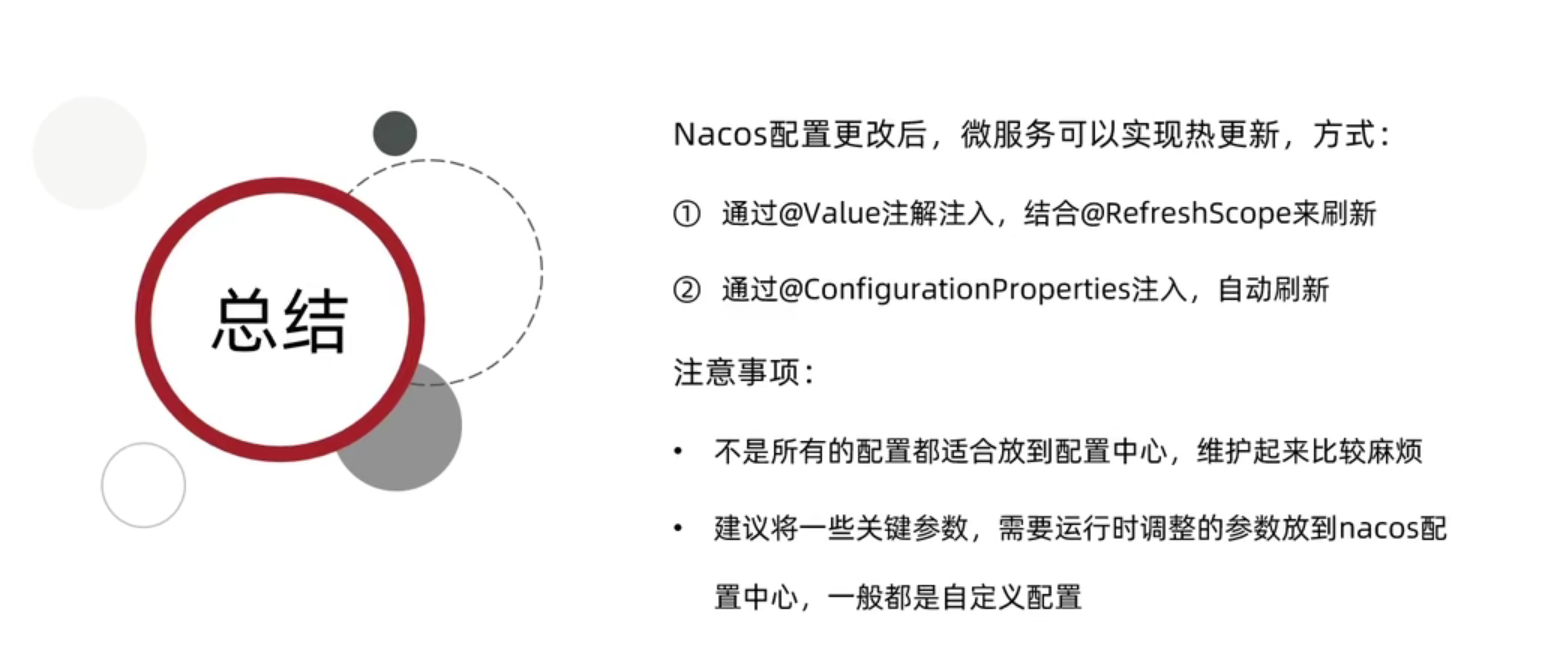 总结
Nacos配置更改后，微服务可以实现热更新，方式：
① 通过@Value注解注入，结合@RefreshScope来刷新
② 通过@ConfigurationProperties注入，自动刷新
注意事项：
• 不是所有的配置都适合放到配置中心，维护起来比较麻烦
• 建议将一些关键参数，需要运行时调整的参数放到nacos配
置中心，一般都是自定义配置